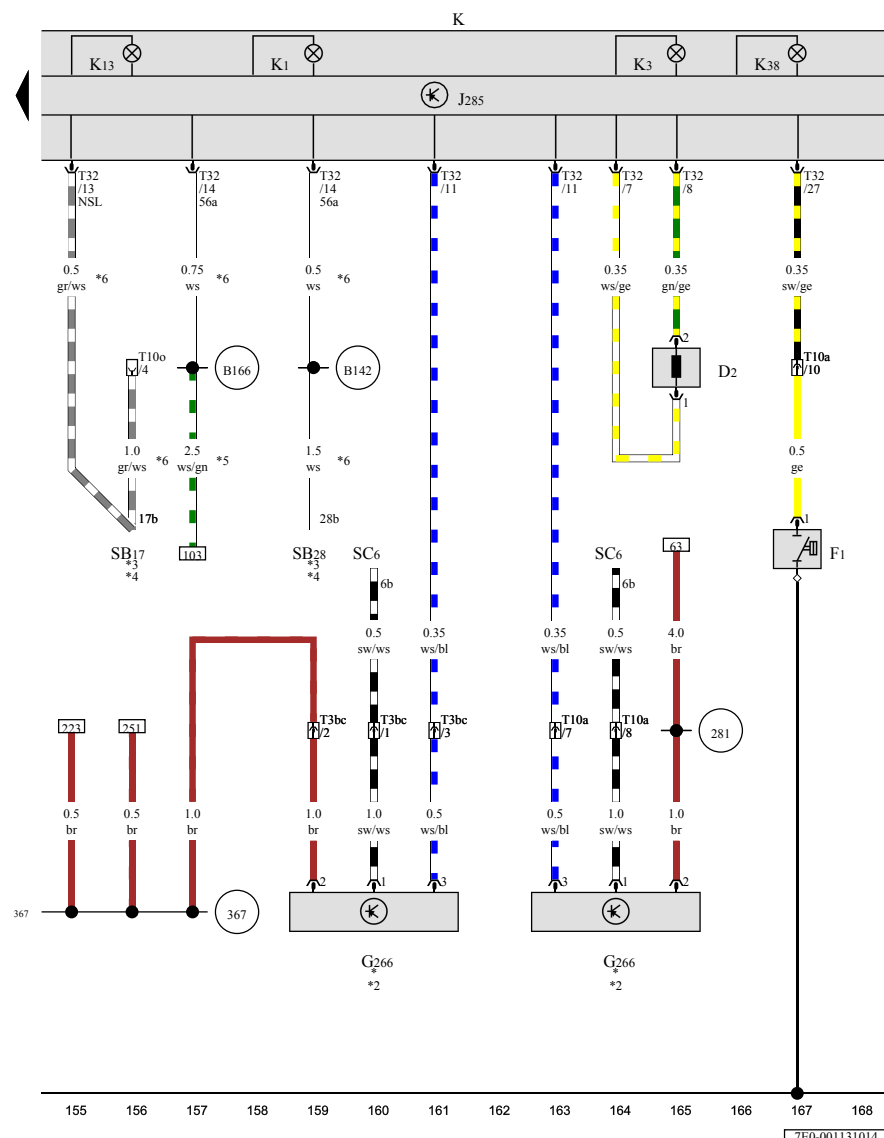 K
K13
K1
K3
K38
J285
T32 /13 NSL
T32 /14 56a
T32 /14 56a
T32 /11
T32 /11
T32 /7
T32 /8
T32 /27
0.5 gr/ws *6
0.75 ws *6
0.5 ws *6
0.35 ws/ge
0.35 gn/ge
0.35 sw/ge
2
T10o /4
B166
B142
D2
T10a /10
1
1.0 gr/ws *6
2.5 ws/gn *5
1.5 ws *6
0.5 ge
17b
28b
1
SB17 *3 *4
103
SB28 *3 *4
SC6
SC6
63
F1
6b
6b
0.5 sw/ws
0.35 ws/bl
0.35 ws/bl
0.5 sw/ws
4.0 br
223
251
T3bc /2
T3bc /1
T3bc /3
T10a /7
T10a /8
281
0.5 br
0.5 br
1.0 br
1.0 br
1.0 sw/ws
0.5 ws/bl
0.5 ws/bl
1.0 sw/ws
1.0 br
2
1
3
3
1
2
367
367
G266 * *2
G266 * *2
155 156 157 158 159 160 161 162 163 164 165 166 167 168
7E0-001131014